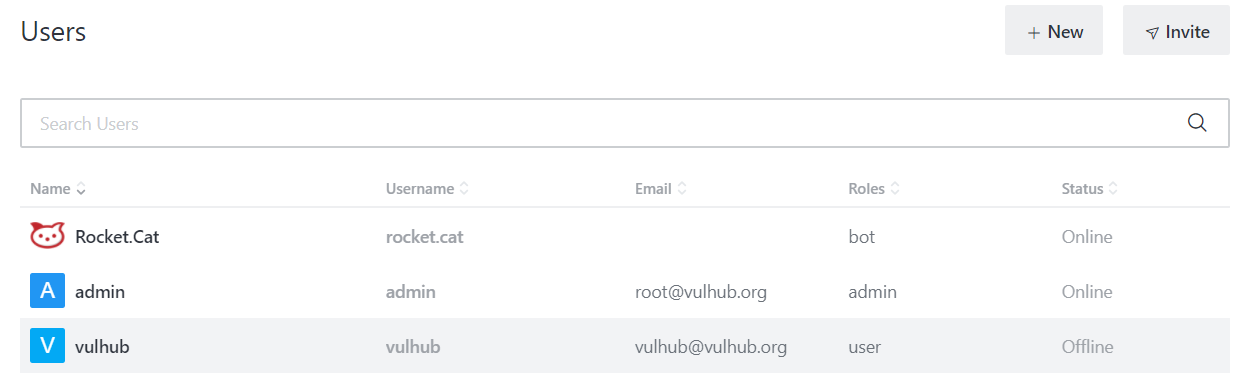 Users
+ New
Invite
Search Users
Name Username Email Roles Status
Rocket.Cat rocket.cat bot Online
A admin admin root@vulhub.org admin Online
V vulhub vulhub vulhub@vulhub.org user Offline